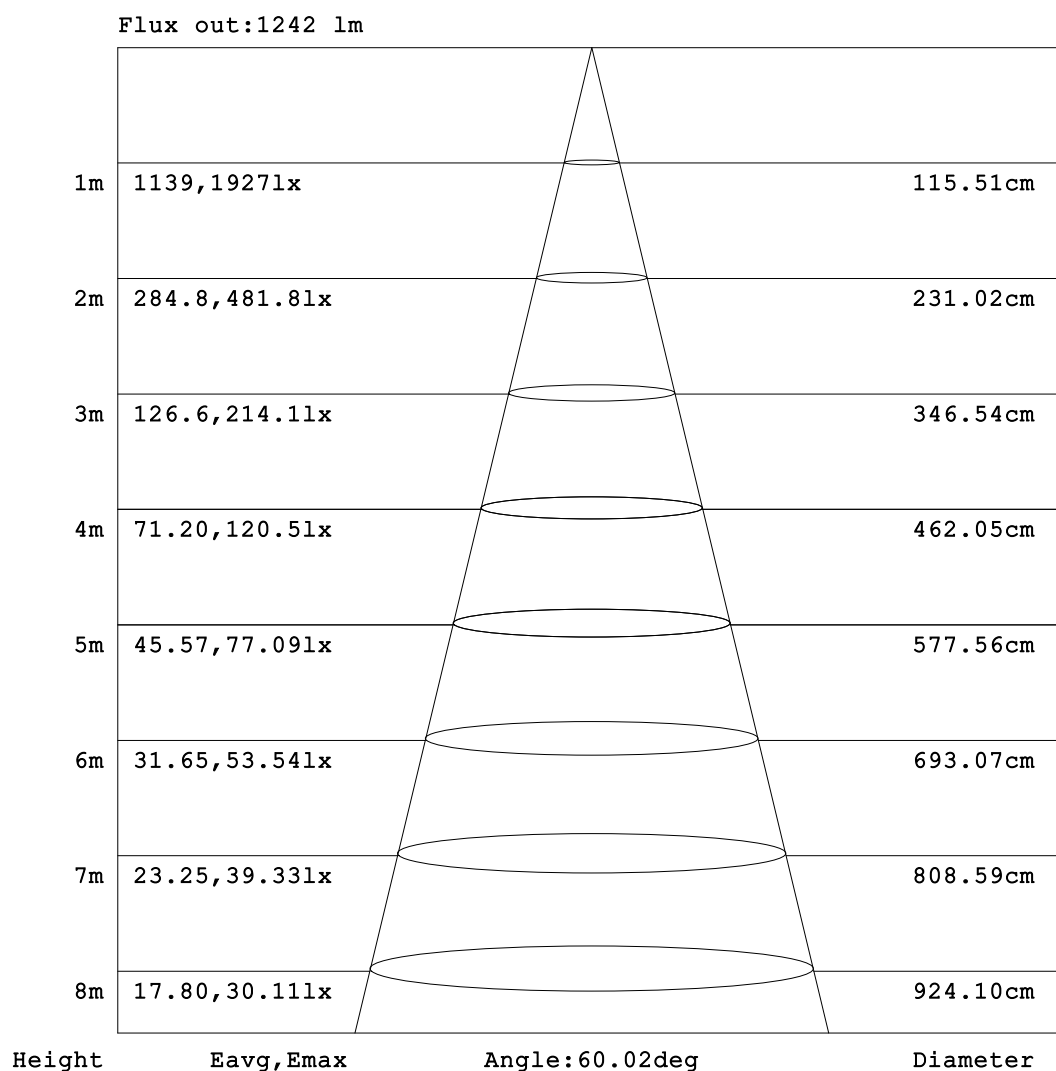 Flux out:1242 lm
1m 1139,1927lx 115.51cm
2m 284.8,481.8lx 231.02cm
3m 126.6,214.1lx 346.54cm
4m 71.20,120.5lx 462.05cm
5m 45.57,77.09lx 577.56cm
6m 31.65,53.54lx 693.07cm
7m 23.25,39.33lx 808.59cm
8m 17.80,30.11lx 924.10cm
Height Eavg,Emax Angle:60.02deg Diameter